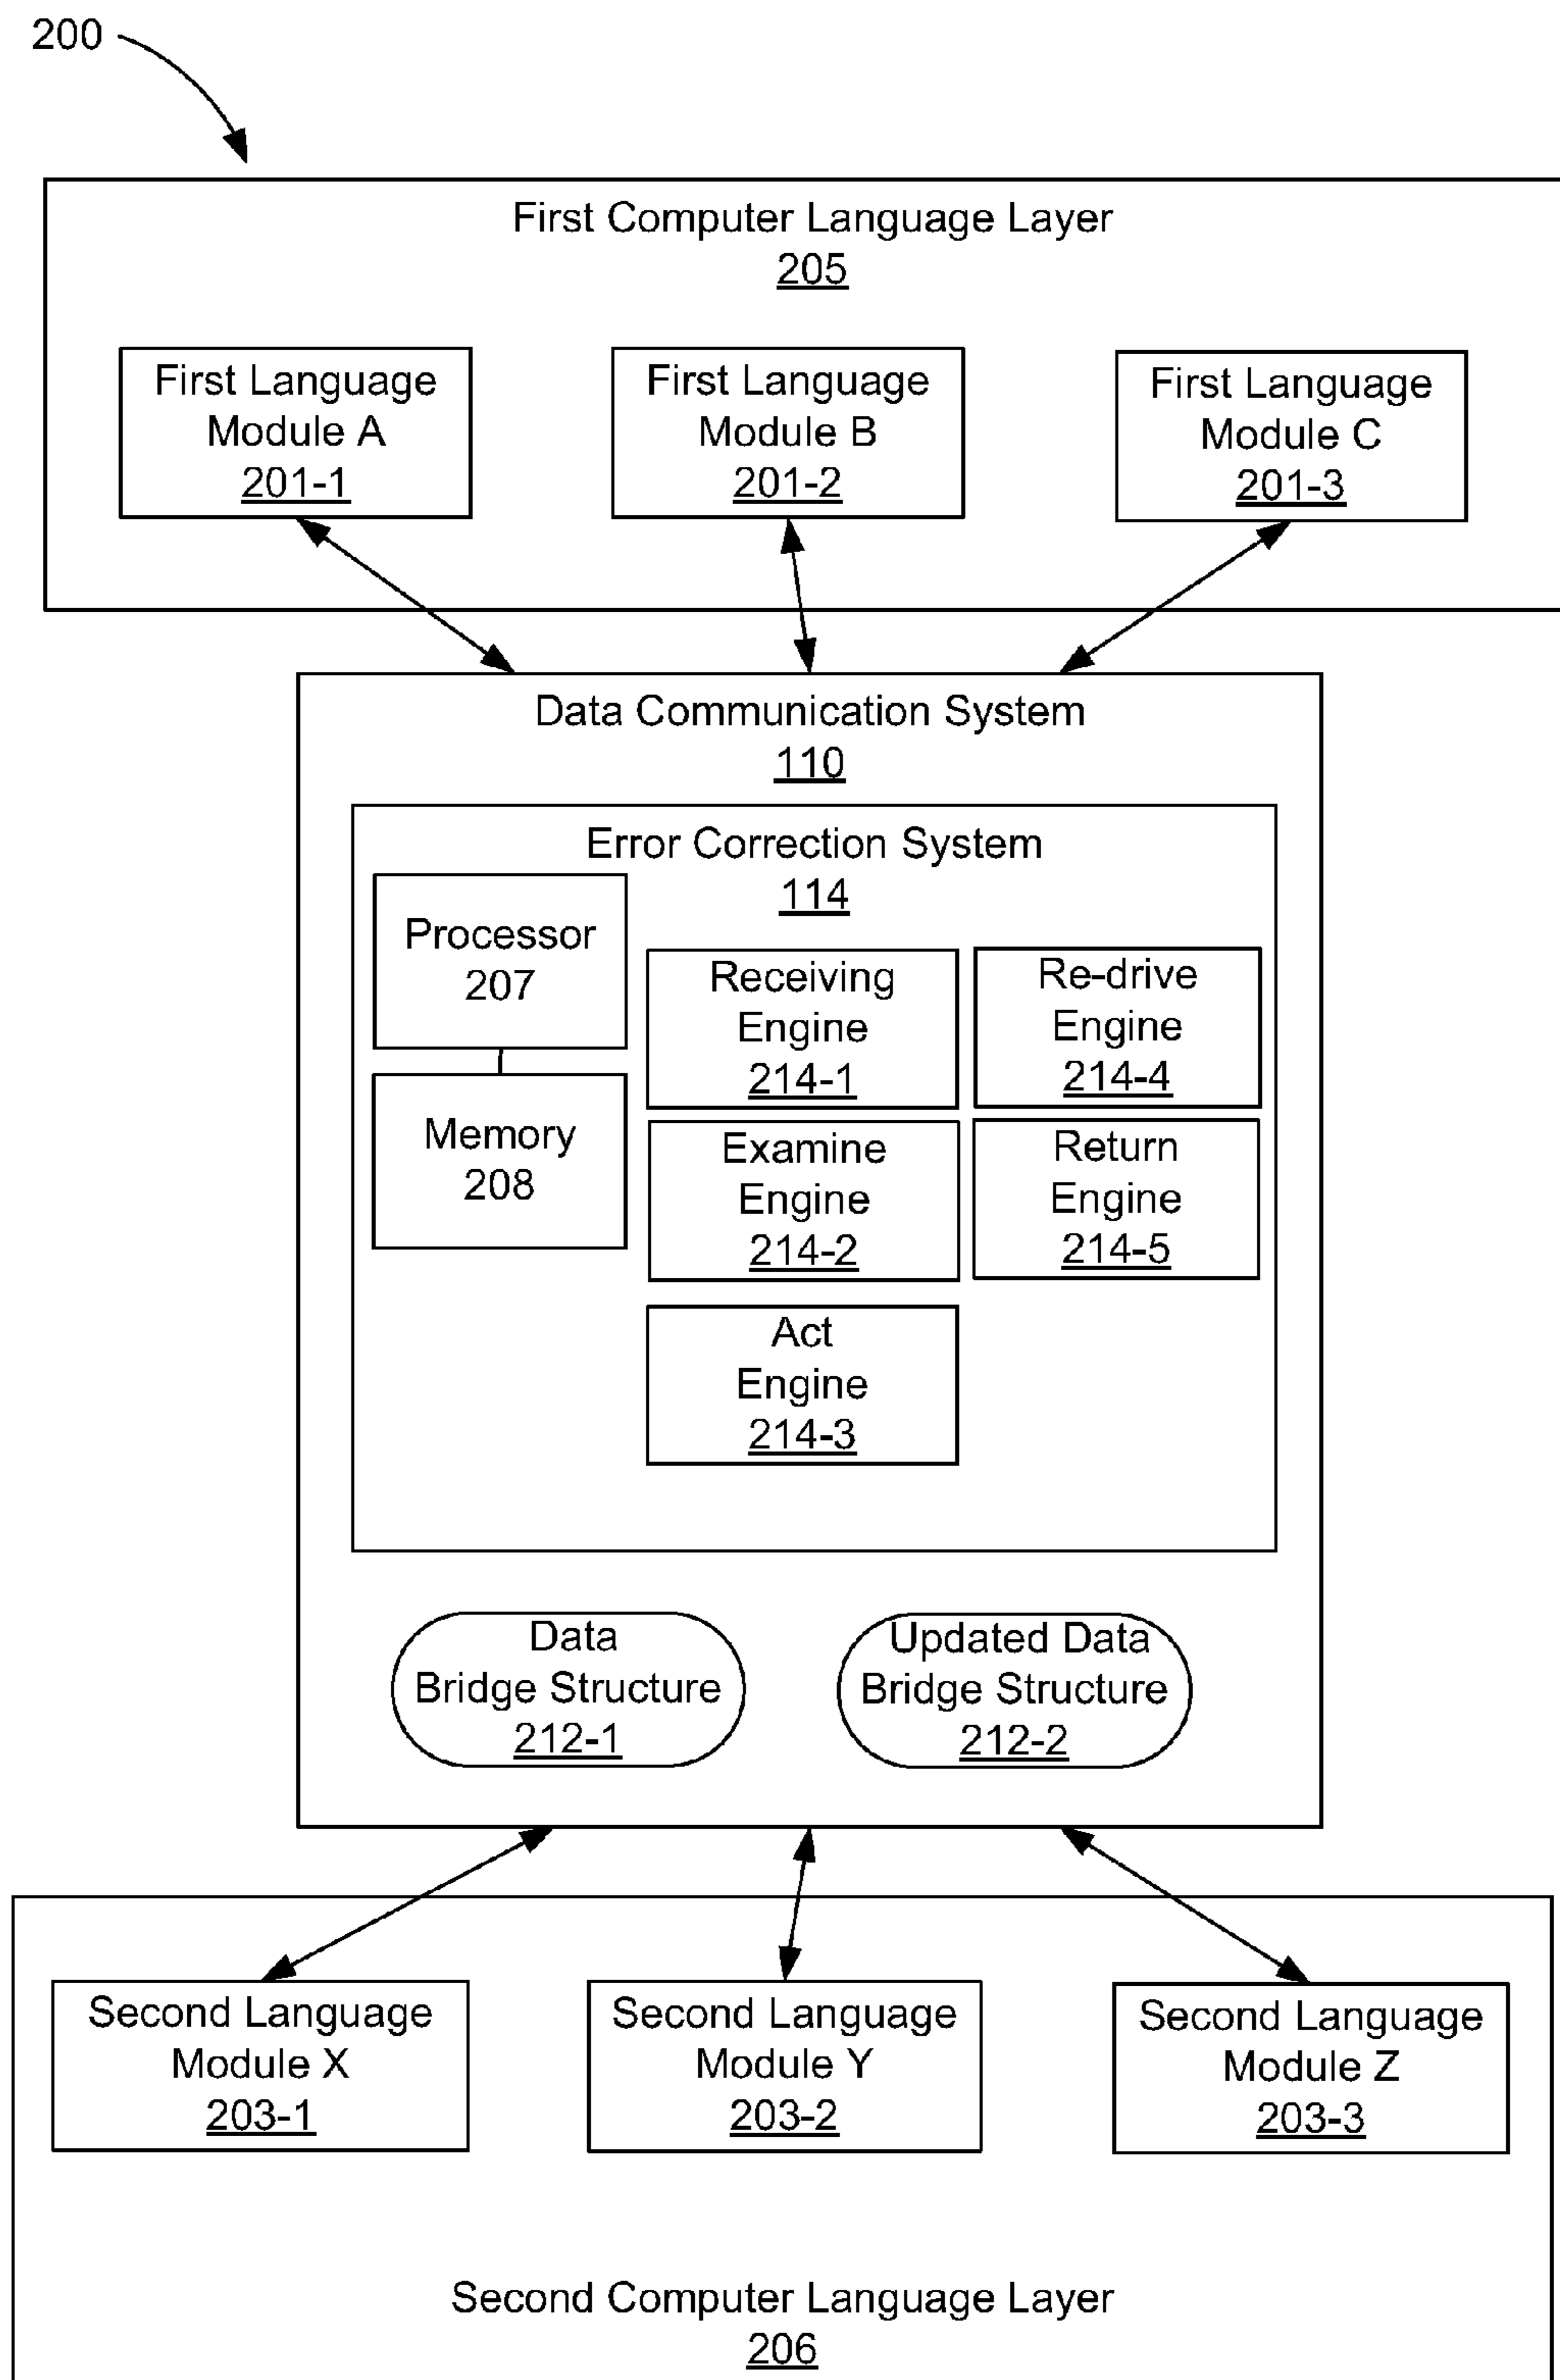 200
First Computer Language Layer
205
First Language
Module A
201-1
First Language
Module B
201-2
First Language
Module C
201-3
Data Communication System
110
Error Correction System
114
Processor
207
Memory
208
Receiving
Engine
214-1
Re-drive
Engine
214-4
Examine
Engine
214-2
Return
Engine
214-5
Act
Engine
214-3
Data
Bridge Structure
212-1
Updated Data
Bridge Structure
212-2
Second Language
Module X
203-1
Second Language
Module Y
203-2
Second Language
Module Z
203-3
Second Computer Language Layer
206